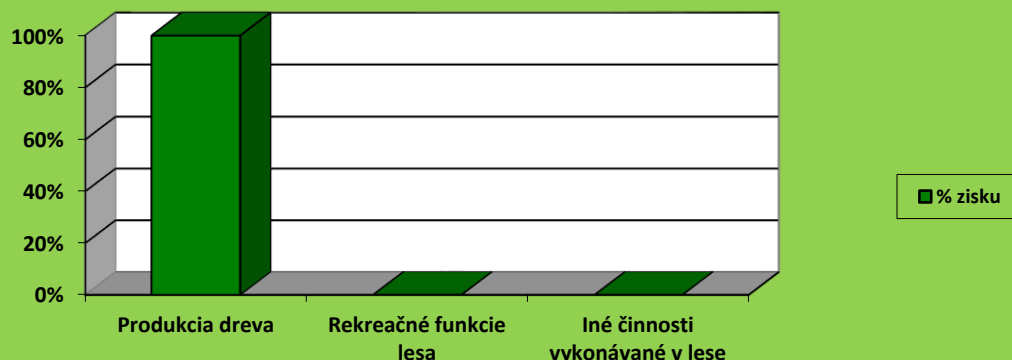 100%
80%
60%
40%
20%
0%
Produkcia dreva
Rekreačné funkcie
lesa
Iné činnosti
vykonávané v lese
% zisku